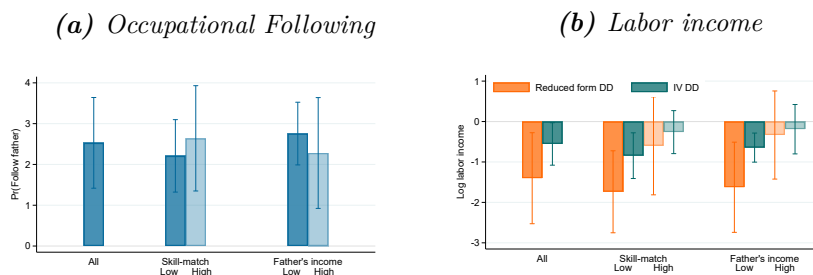 (a) Occupational Following
(b) Labor income
Pr(Follow father)
4
3
2
1
0
All
Skill-match
Low High
Father's income
Low High
Reduced form DD
IV DD
Log labor income
1
0
-1
-2
-3
All
Skill-match
Low High
Father's income
Low High